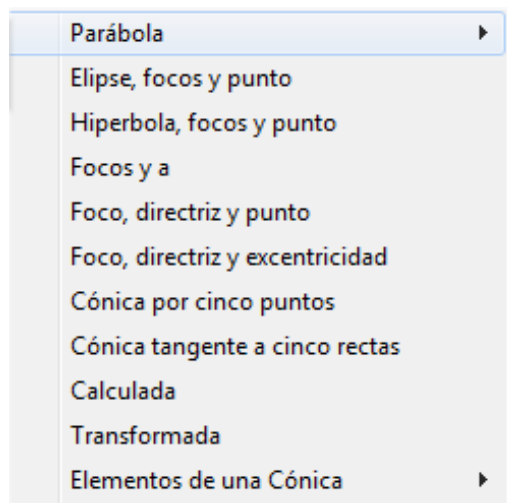 Parábola
Elipse, focos y punto
Hiperbola, focos y punto
Focos y a
Foco, directriz y punto
Foco, directriz y excentricidad
Cónica por cinco puntos
Cónica tangente a cinco rectas
Calculada
Transformada
Elementos de una Cónica